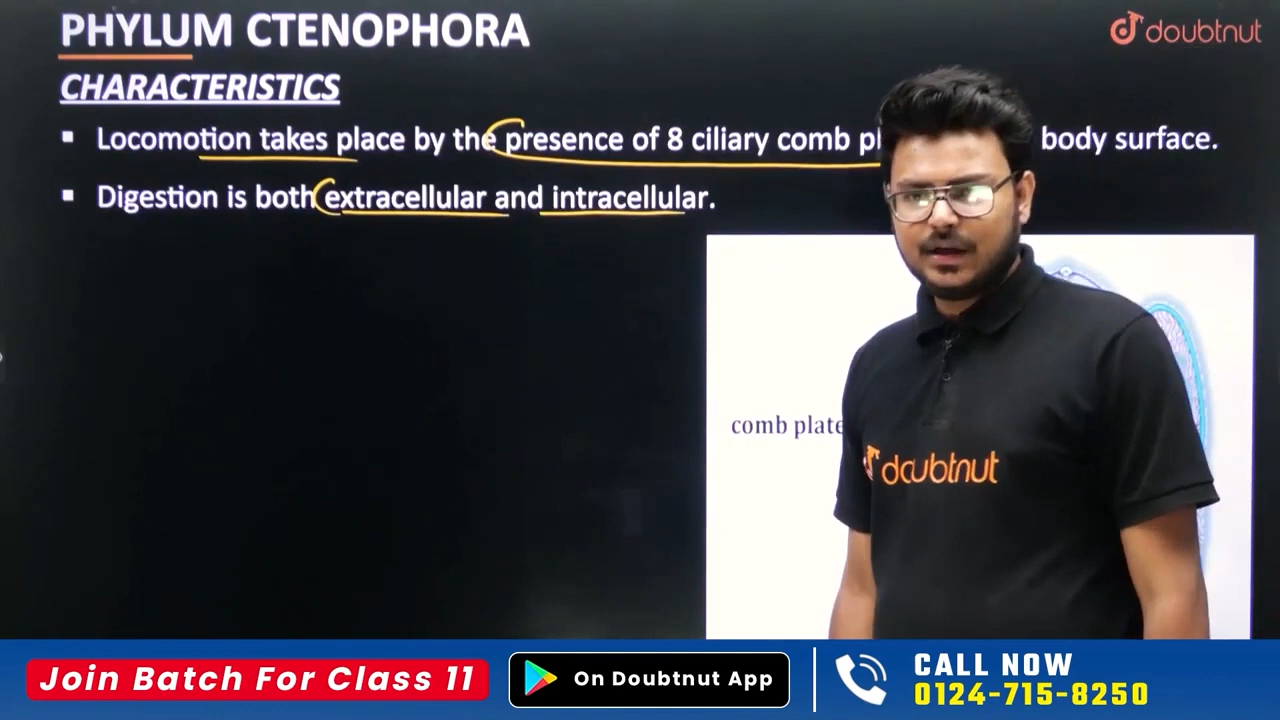 PHYLUM CTENOPHORA
doubtnut
CHARACTERISTICS
▪ Locomotion takes place by the presence of 8 ciliary comb pl body surface.
▪ Digestion is both extracellular and intracellular.
comb plate
doubtnut
Join Batch For Class 11
On Doubtnut App
CALL NOW
0124-715-8250